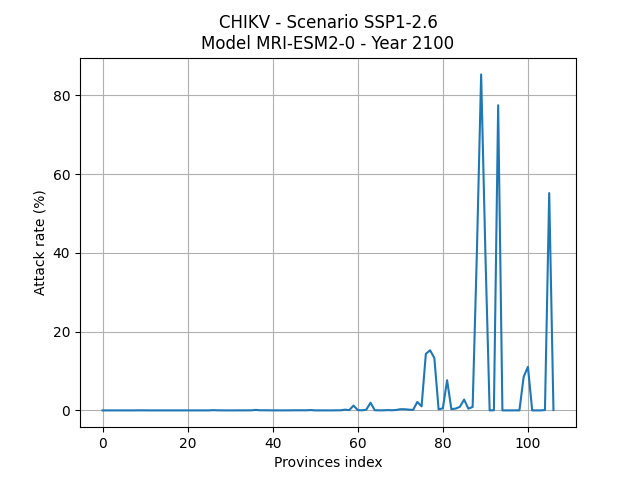 CHIKV - Scenario SSP1-2.6
Model MRI-ESM2-0 - Year 2100
80
60
40
20
0
Attack rate (%)
0 20 40 60 80 100
Provinces index